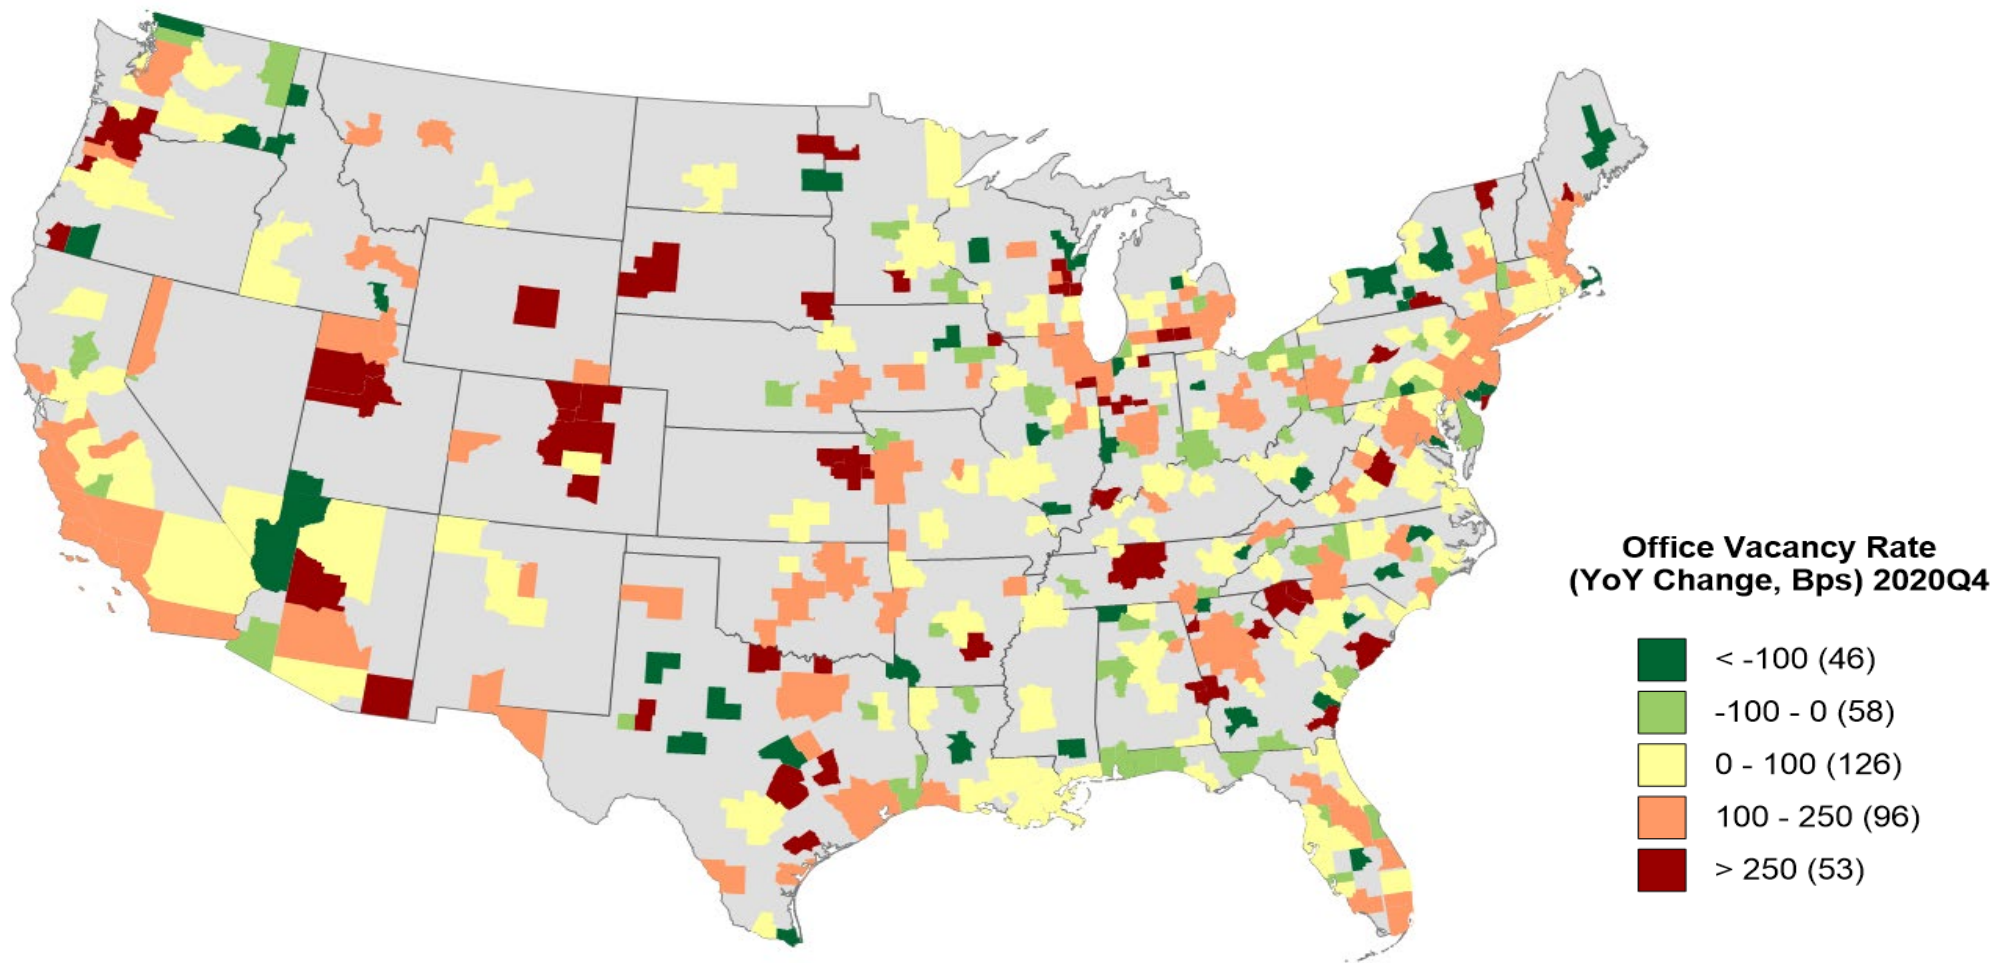 Office Vacancy Rate
(YoY Change, Bps) 2020Q4
< -100 (46)
-100 - 0 (58)
0 - 100 (126)
100 - 250 (96)
> 250 (53)